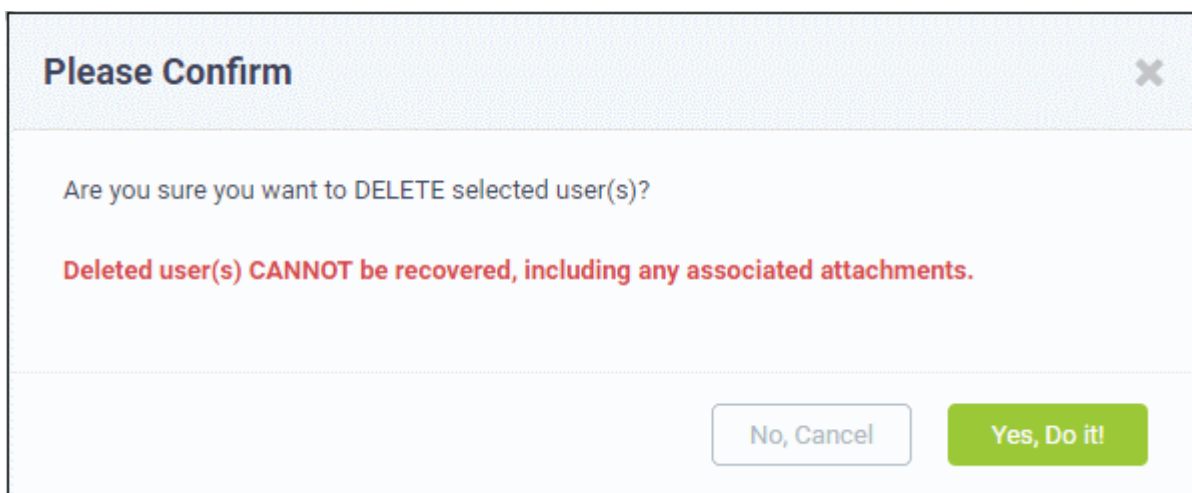 Please Confirm
Are you sure you want to DELETE selected user(s)?
Deleted user(s) CANNOT be recovered, including any associated attachments.
No, Cancel
Yes, Do it!